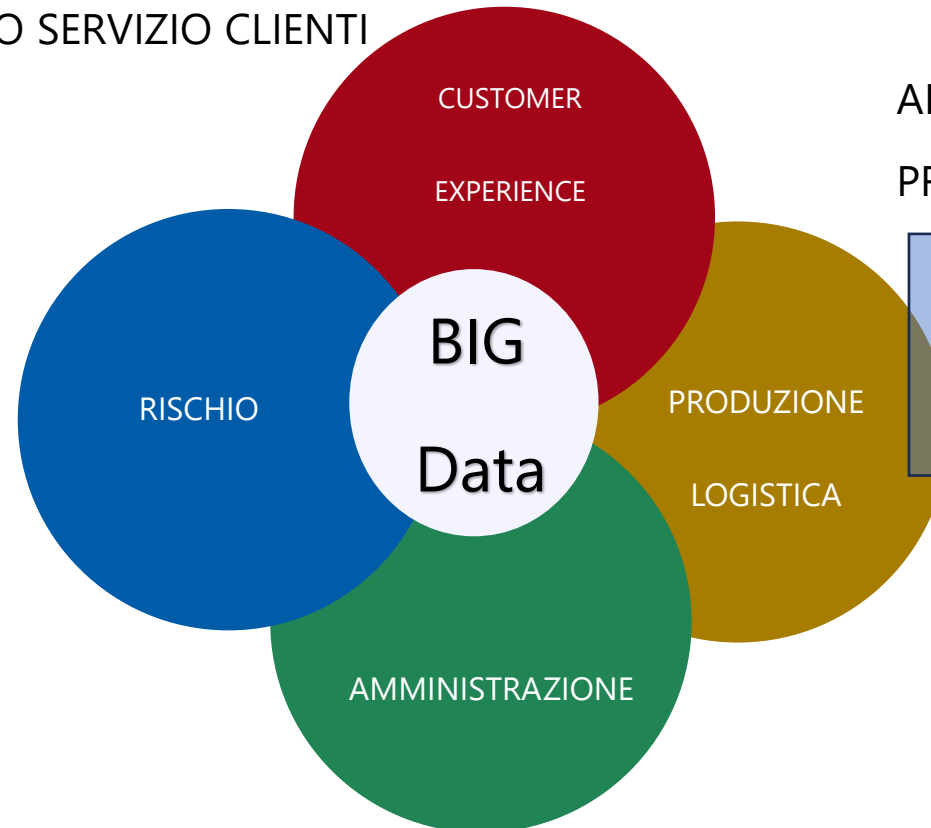 O SERVIZIO CLIENTI
CUSTOMER
EXPERIENCE
BIG
Data
RISCHIO
PRODUZIONE
LOGISTICA
AMMINISTRAZIONE